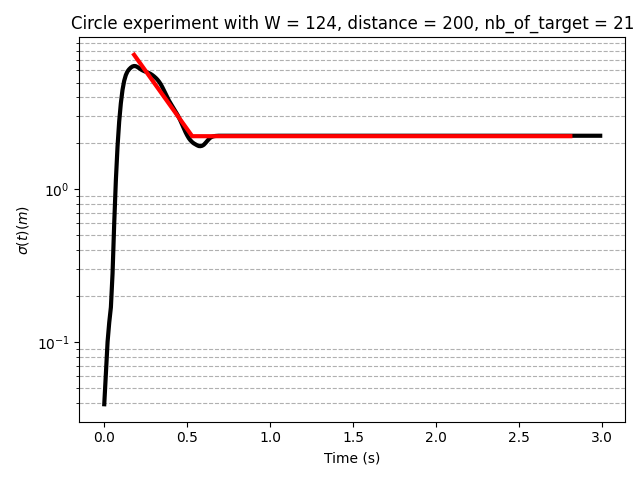 Circle experiment with W = 124, distance = 200, nb_of_target = 21
10⁰
10⁻¹
σ(t)(m)
0.0 0.5 1.0 1.5 2.0 2.5 3.0
Time (s)